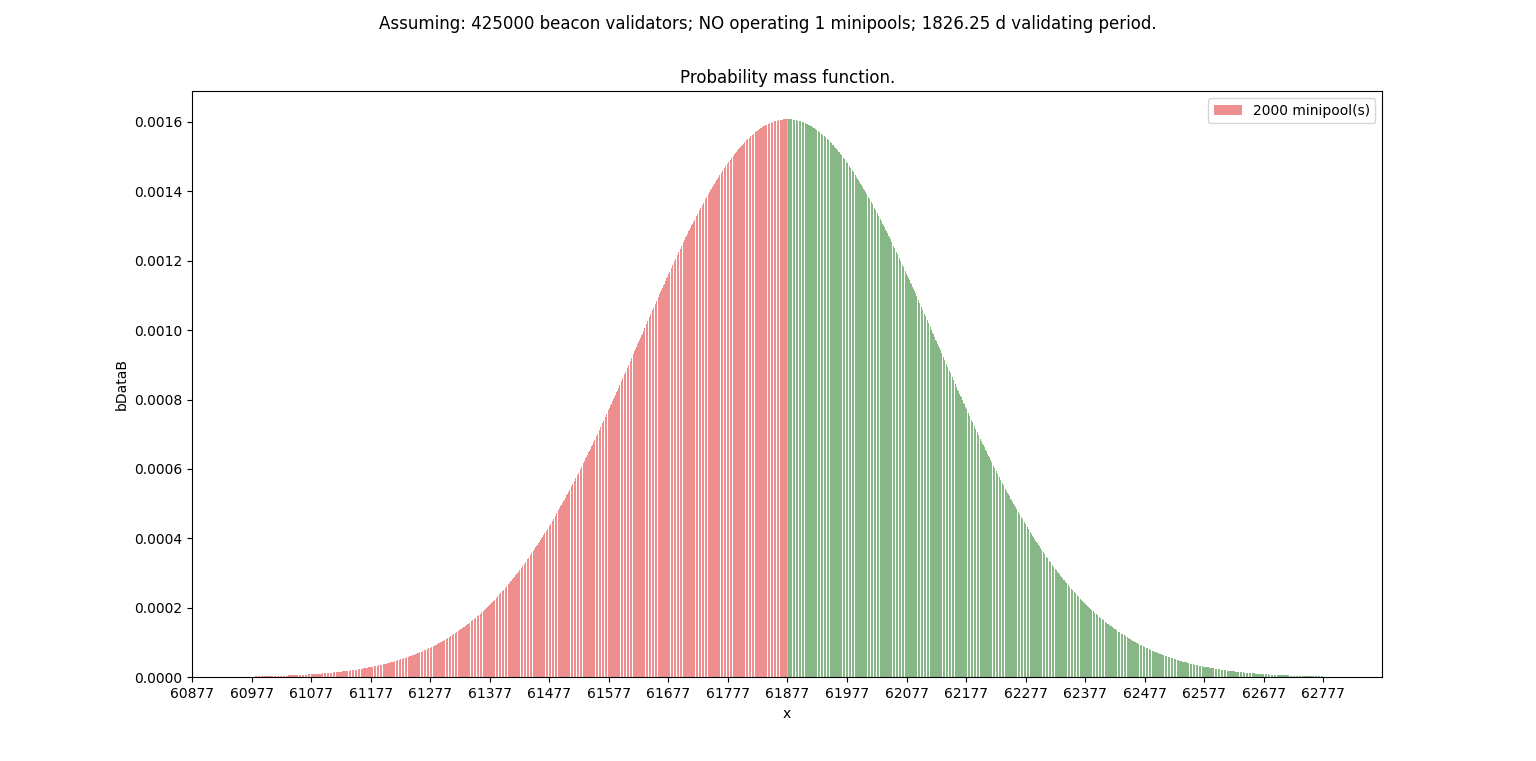 Assuming: 425000 beacon validators; NO operating 1 minipools; 1826.25 d validating period.
Probability mass function.
2000 minipool(s)
0.0016
0.0014
0.0012
0.0010
0.0008
0.0006
0.0004
0.0002
0.0000
bDataB
60877 60977 61077 61177 61277 61377 61477 61577 61677 61777 61877 61977 62077 62177 62277 62377 62477 62577 62677 62777
x